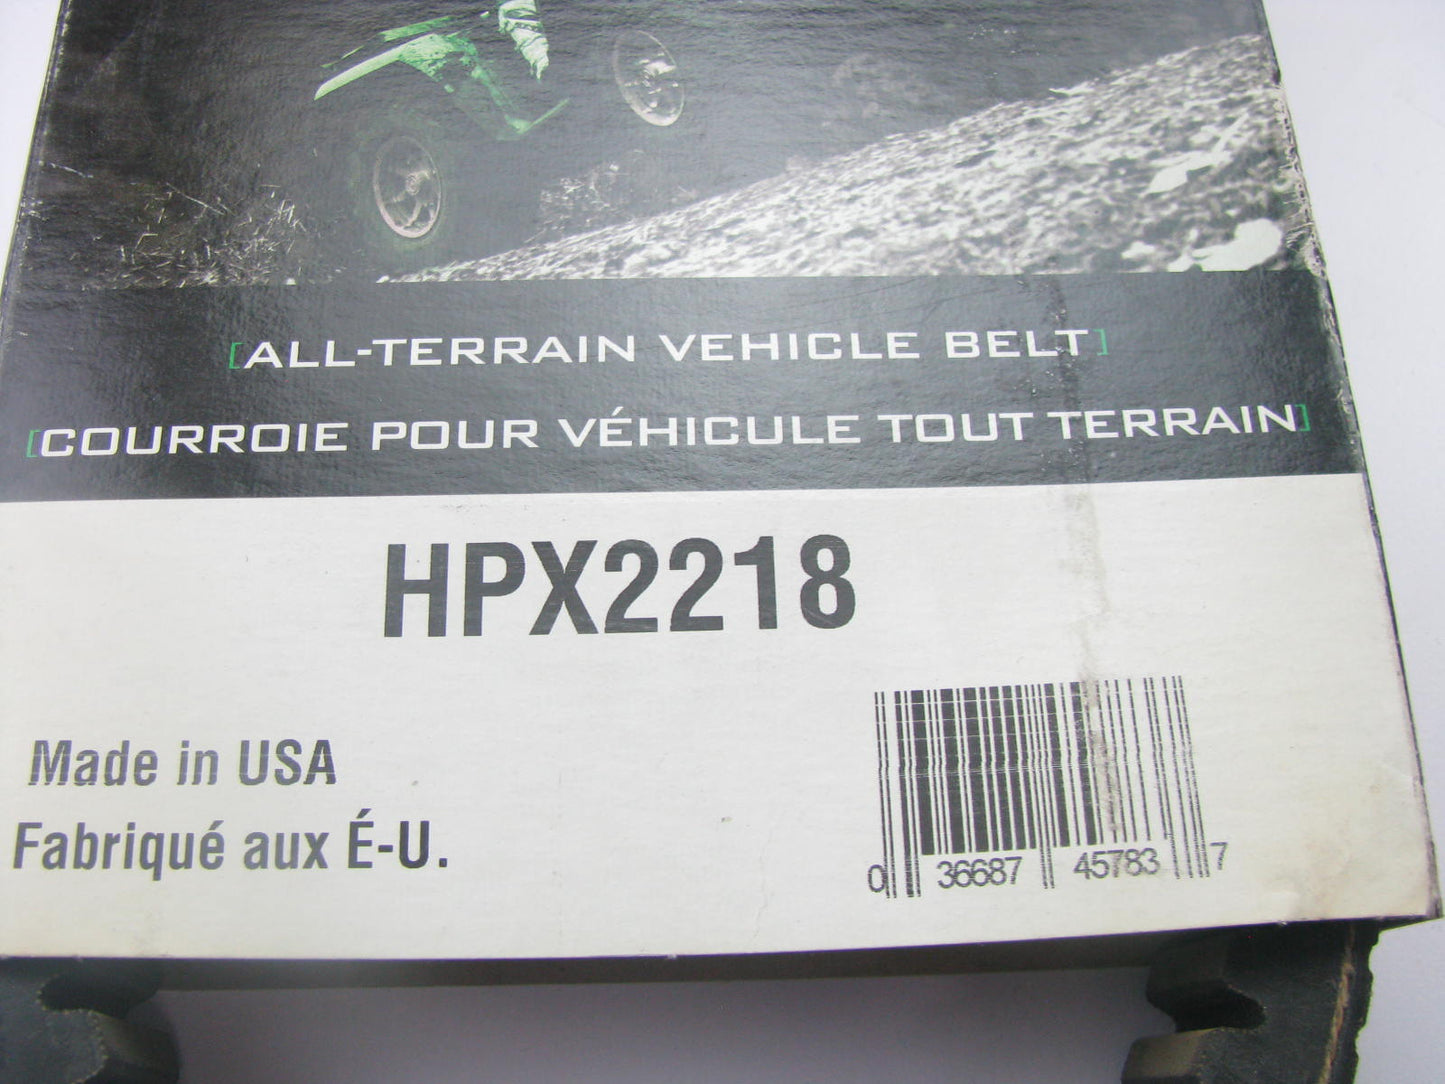 [ALL-TERRAIN VEHICLE BELT]
[COURROIE POUR VÉHICULE TOUT TERRAIN]
HPX2218
Made in USA
Fabriqué aux É-U.
0 36687 45783 7